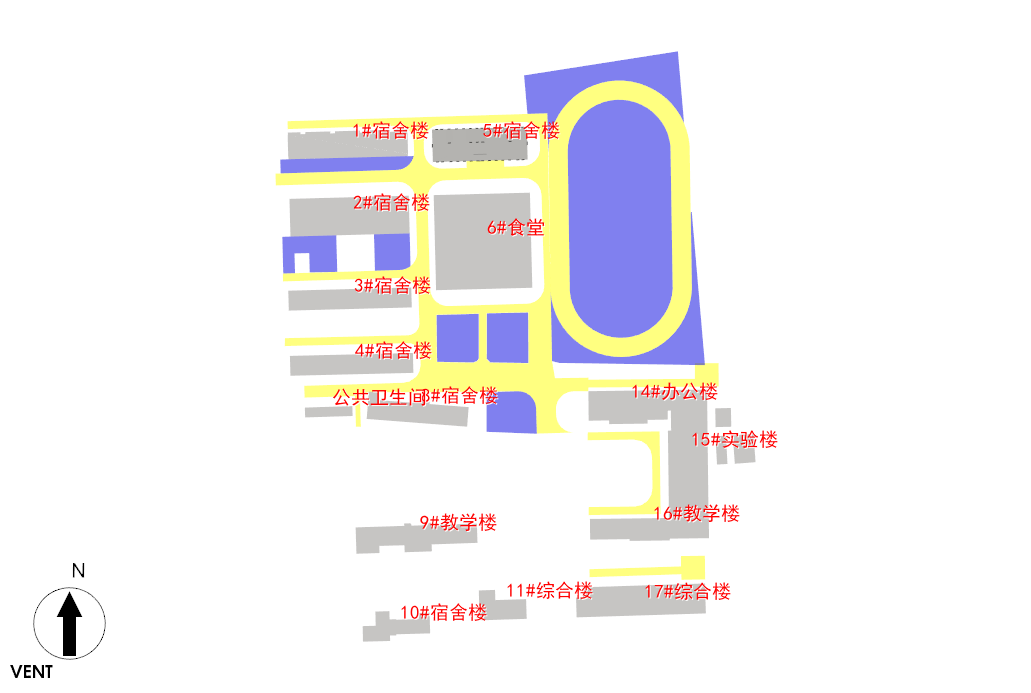 1#宿舍楼
5#宿舍楼
2#宿舍楼
6#食堂
3#宿舍楼
4#宿舍楼
公共卫生间
8#宿舍楼
14#办公楼
15#实验楼
16#教学楼
9#教学楼
11#综合楼
17#综合楼
10#宿舍楼
N
VENT